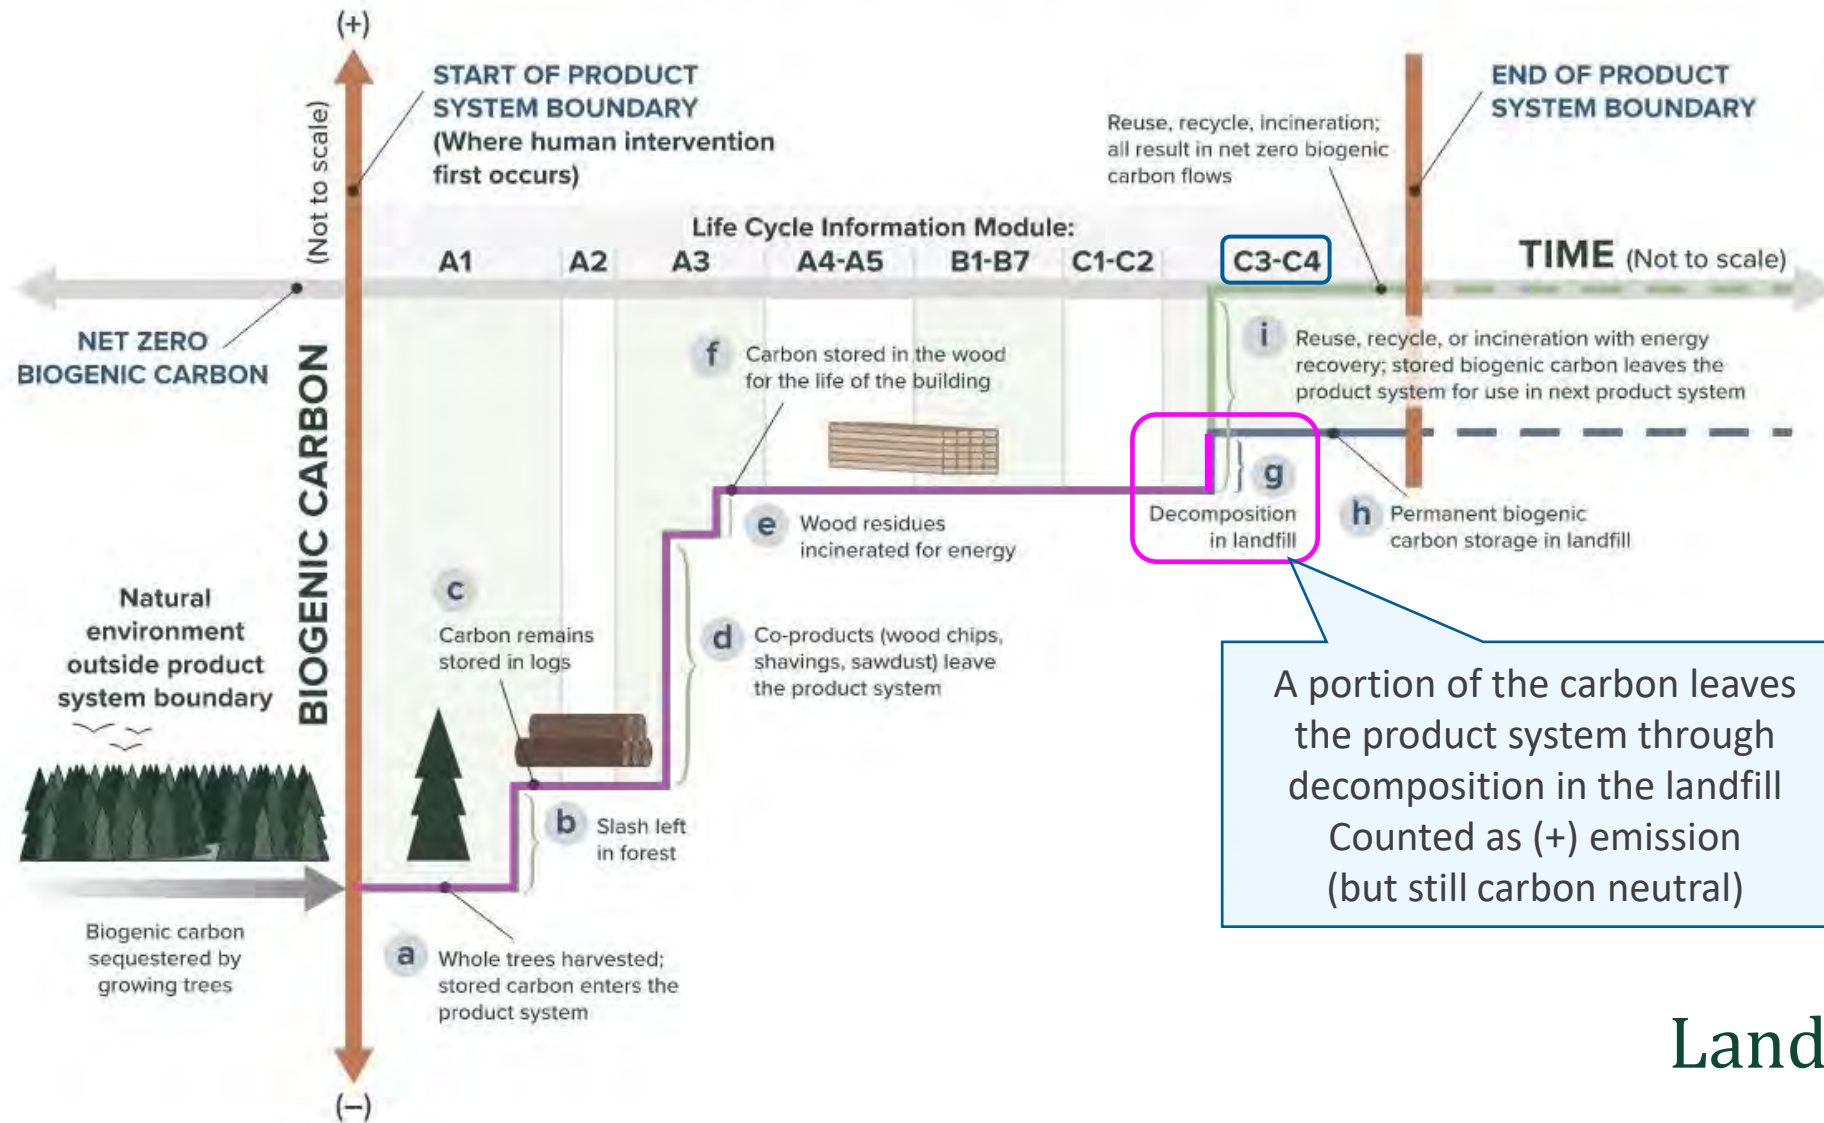 (+)
(Not to scale)
START OF PRODUCT
SYSTEM BOUNDARY
(Where human intervention
first occurs)
Reuse, recycle, incineration;
all result in net zero biogenic
carbon flows
END OF PRODUCT
SYSTEM BOUNDARY
Life Cycle Information Module:
A1 A2 A3 A4-A5 B1-B7 C1-C2 C3-C4
TIME (Not to scale)
NET ZERO
BIOGENIC CARBON
BIOGENIC CARBON
f Carbon stored in the wood
for the life of the building
i Reuse, recycle, or incineration with energy
recovery; stored biogenic carbon leaves the
product system for use in next product system
g
Decomposition
in landfill
h Permanent biogenic
carbon storage in landfill
e Wood residues
incinerated for energy
c
Carbon remains
stored in logs
d Co-products (wood chips,
shavings, sawdust) leave
the product system
Natural
environment
outside product
system boundary
b Slash left
in forest
A portion of the carbon leaves
the product system through
decomposition in the landfill
Counted as (+) emission
(but still carbon neutral)
Biogenic carbon
sequestered by
growing trees
a Whole trees harvested;
stored carbon enters the
product system
Land
(−)